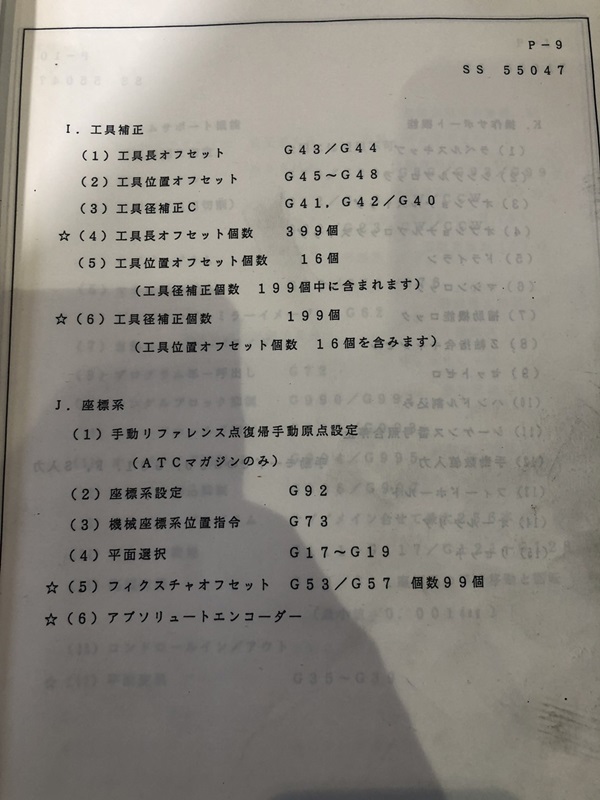 P－9
SS 55047
I．工具補正
（1）工具長オフセット G43／G44
（2）工具位置オフセット G45～G48
（3）工具径補正C G41，G42／G40
☆（4）工具長オフセット個数 399個
（5）工具位置オフセット個数 16個
（工具径補正個数 199個中に含まれます）
☆（6）工具径補正個数 199個
（工具位置オフセット個数 16個を含みます）
J．座標系
（1）手動リファレンス点復帰手動原点設定
（ATCマガジンのみ）
（2）座標系設定 G92
（3）機械座標系位置指令 G73
（4）平面選択 G17～G19
☆（5）フィクスチャオフセット G53／G57 個数99個
☆（6）アブソリュートエンコーダー